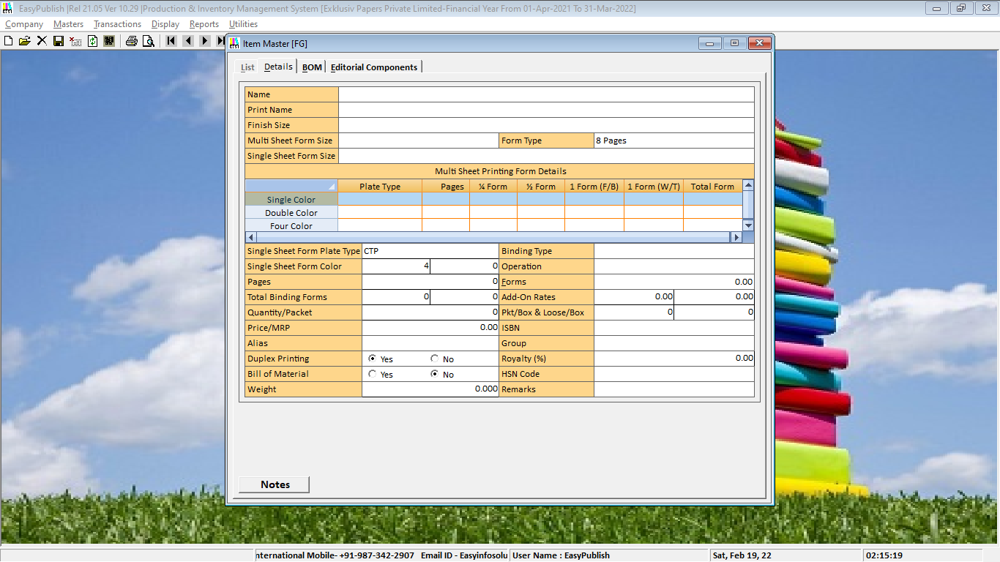 EasyPublish |Rel 21.05 Ver 10.29 |Production & Inventory Management System [Exklusiv Papers Private Limited-Financial Year From 01-Apr-2021 To 31-Mar-2022]
Company Masters Transactions Display Reports Utilities
Item Master [FG]
List Details BOM Editorial Components
Name
Print Name
Finish Size
Multi Sheet Form Size Form Type 8 Pages
Single Sheet Form Size
Multi Sheet Printing Form Details
Plate Type Pages ¼ Form ½ Form 1 Form (F/B) 1 Form (W/T) Total Form
Single Color
Double Color
Four Color
Single Sheet Form Plate Type CTP Binding Type
Single Sheet Form Color 4 0 Operation
Pages 0 Forms 0.00
Total Binding Forms 0 0 Add-On Rates 0.00 0.00
Quantity/Packet 0 Pkt/Box & Loose/Box 0 0
Price/MRP 0.00 ISBN
Alias Group
Duplex Printing Yes No Royalty (%) 0.00
Bill of Material Yes No HSN Code
Weight 0.000 Remarks
Notes
nternational Mobile- +91-987-342-2907 Email ID - Easyinfosolu User Name : EasyPublish Sat, Feb 19, 22 02:15:19